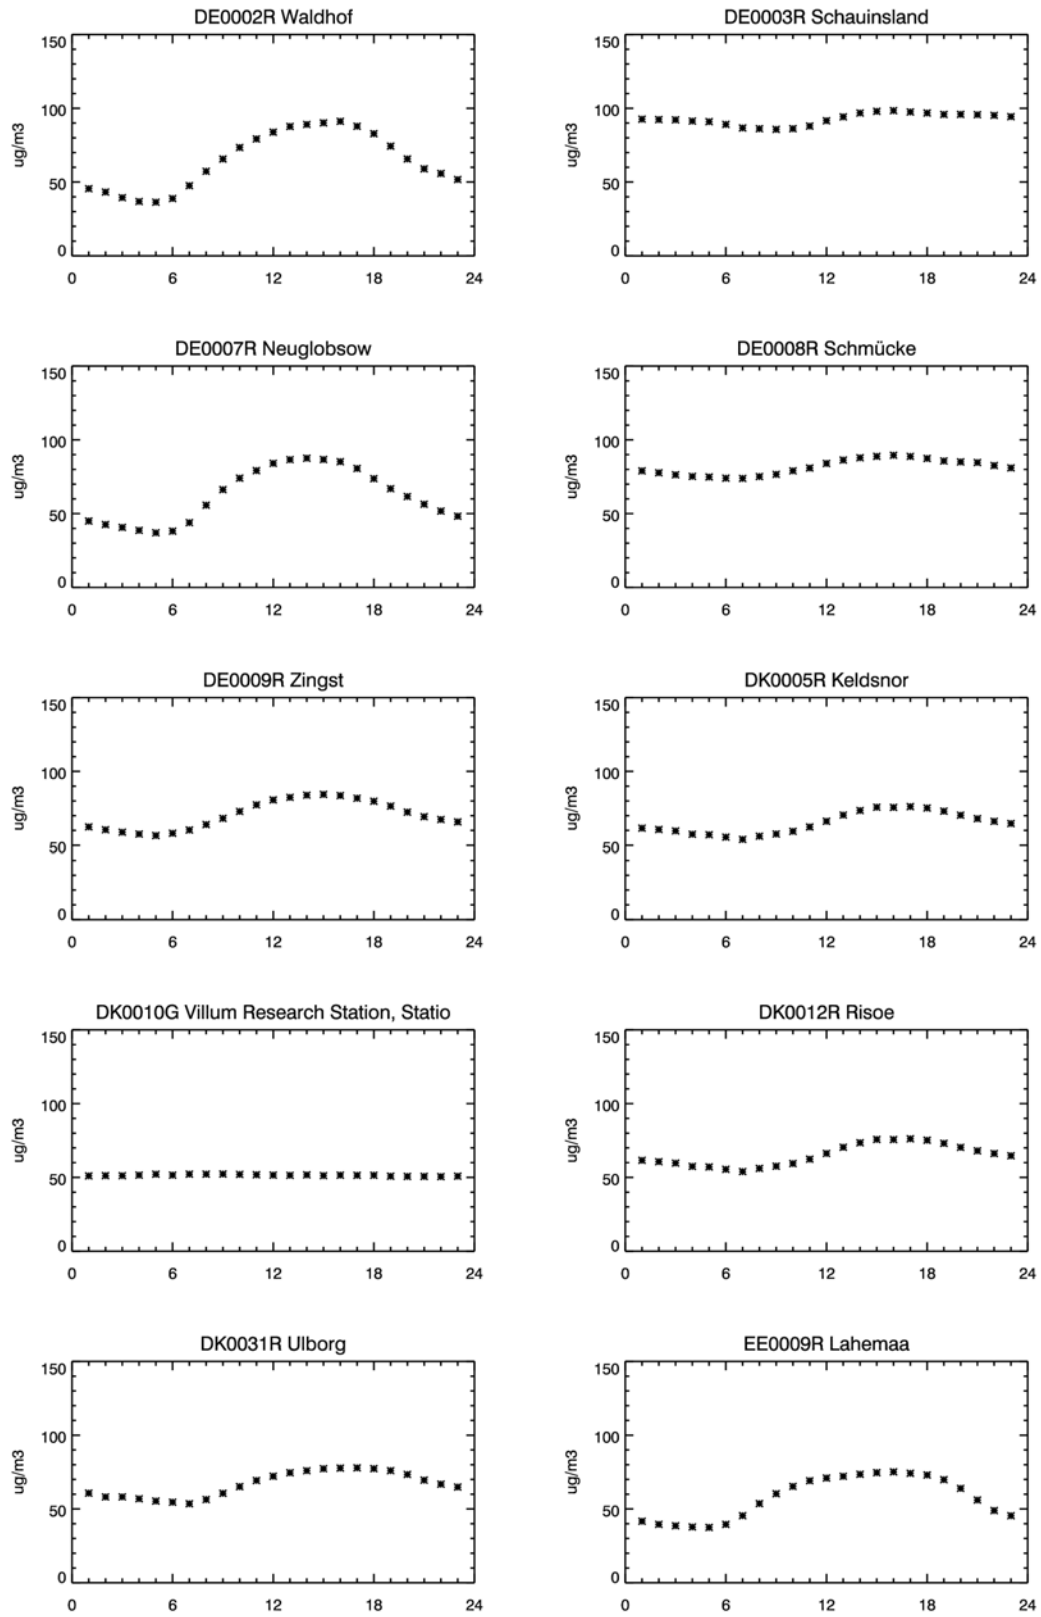 DE0002R Waldhof
150
100
50
0
ug/m3
0 6 12 18 24
DE0003R Schauinsland
150
100
50
0
ug/m3
0 6 12 18 24
DE0007R Neuglobsow
150
100
50
0
ug/m3
0 6 12 18 24
DE0008R Schmücke
150
100
50
0
ug/m3
0 6 12 18 24
DE0009R Zingst
150
100
50
0
ug/m3
0 6 12 18 24
DK0005R Keldsnor
150
100
50
0
ug/m3
0 6 12 18 24
DK0010G Villum Research Station, Statio
150
100
50
0
ug/m3
0 6 12 18 24
DK0012R Risoe
150
100
50
0
ug/m3
0 6 12 18 24
DK0031R Ulborg
150
100
50
0
ug/m3
0 6 12 18 24
EE0009R Lahemaa
150
100
50
0
ug/m3
0 6 12 18 24